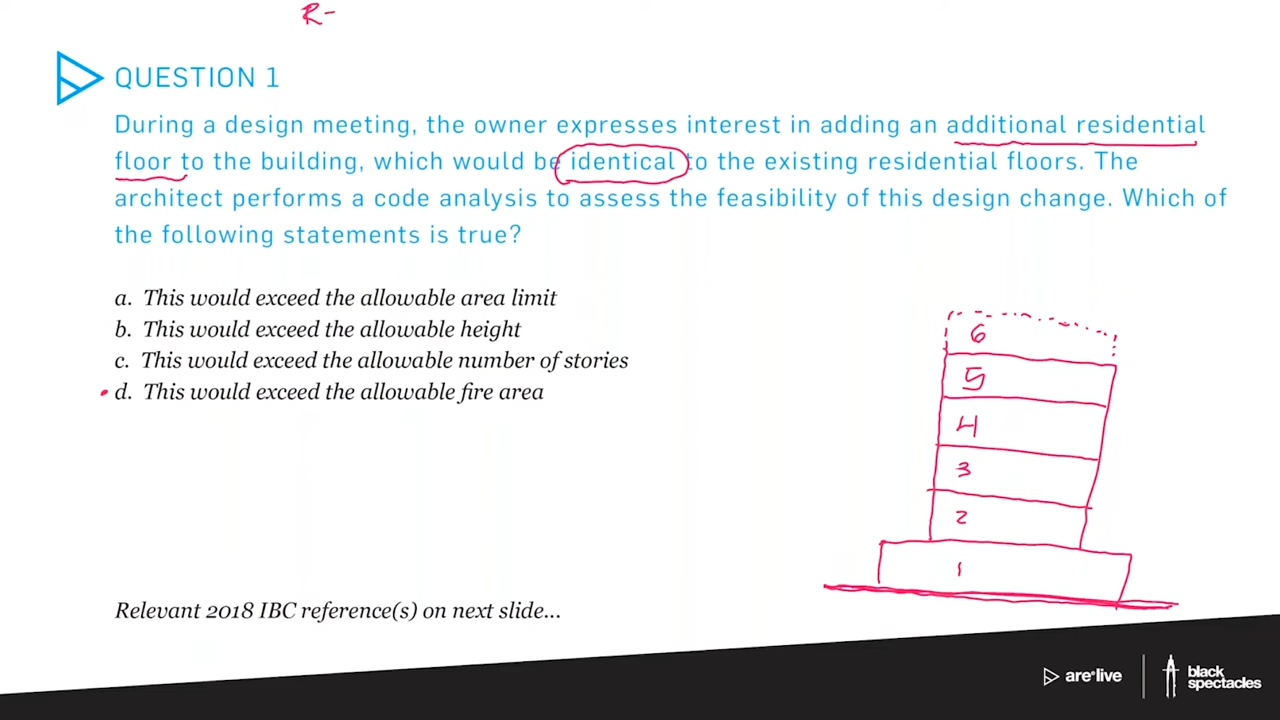 R-
QUESTION 1
During a design meeting, the owner expresses interest in adding an additional residential
floor to the building, which would be identical to the existing residential floors. The
architect performs a code analysis to assess the feasibility of this design change. Which of
the following statements is true?
a. This would exceed the allowable area limit
b. This would exceed the allowable height
c. This would exceed the allowable number of stories
d. This would exceed the allowable fire area
6
5
4
3
2
1
Relevant 2018 IBC reference(s) on next slide...
are live
black
spectacles